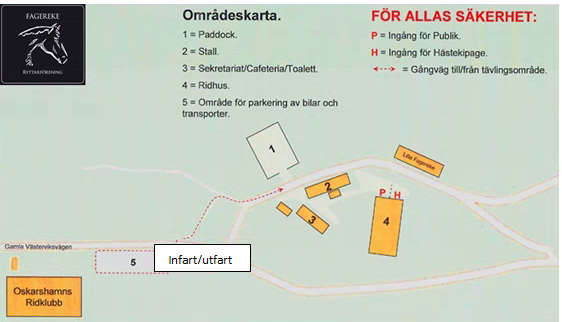 FAGEREKE
RYTTARFÖRENING
Områdeskarta.
1 = Paddock.
2 = Stall.
3 = Sekretariat/Cafeteria/Toalett.
4 = Ridhus.
5 = Område för parkering av bilar och
transporter.
FÖR ALLAS SÄKERHET:
P = Ingång för Publik.
H = Ingång för Hästekipage.
= Gångväg till/från tävlingsområde.
1
Lilla Fagereke
2
P H
3
4
Gamla Västerviksvägen
5
Infart/utfart
Oskarshamns
Ridklubb